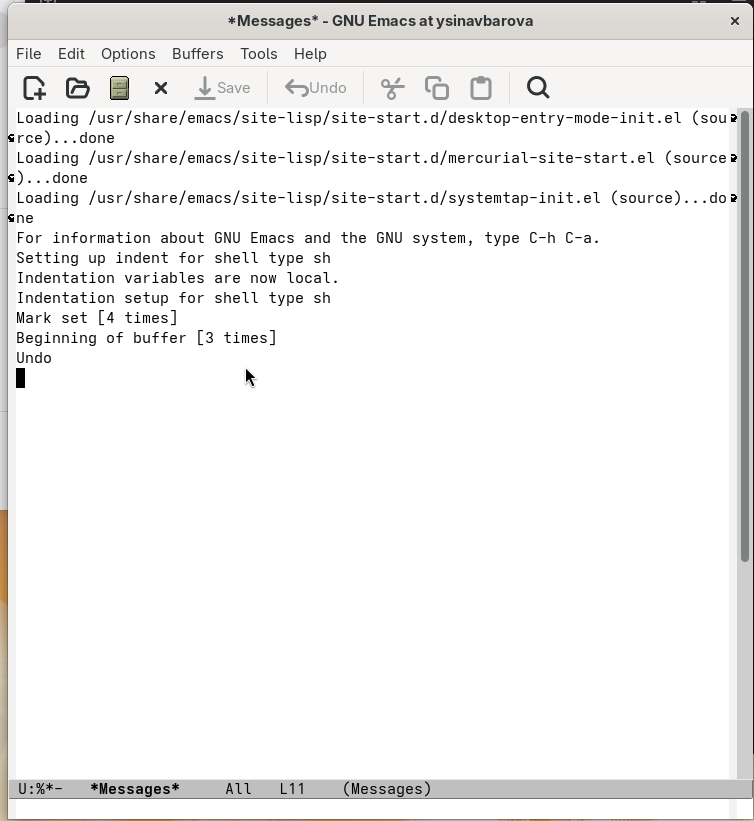 *Messages* - GNU Emacs at ysinavbarova
File Edit Options Buffers Tools Help
Save Undo
Loading /usr/share/emacs/site-lisp/site-start.d/desktop-entry-mode-init.el (sou
rce)...done
Loading /usr/share/emacs/site-lisp/site-start.d/mercurial-site-start.el (source
)...done
Loading /usr/share/emacs/site-lisp/site-start.d/systemtap-init.el (source)...do
ne
For information about GNU Emacs and the GNU system, type C-h C-a.
Setting up indent for shell type sh
Indentation variables are now local.
Indentation setup for shell type sh
Mark set [4 times]
Beginning of buffer [3 times]
Undo
U:%*- *Messages* All L11 (Messages)